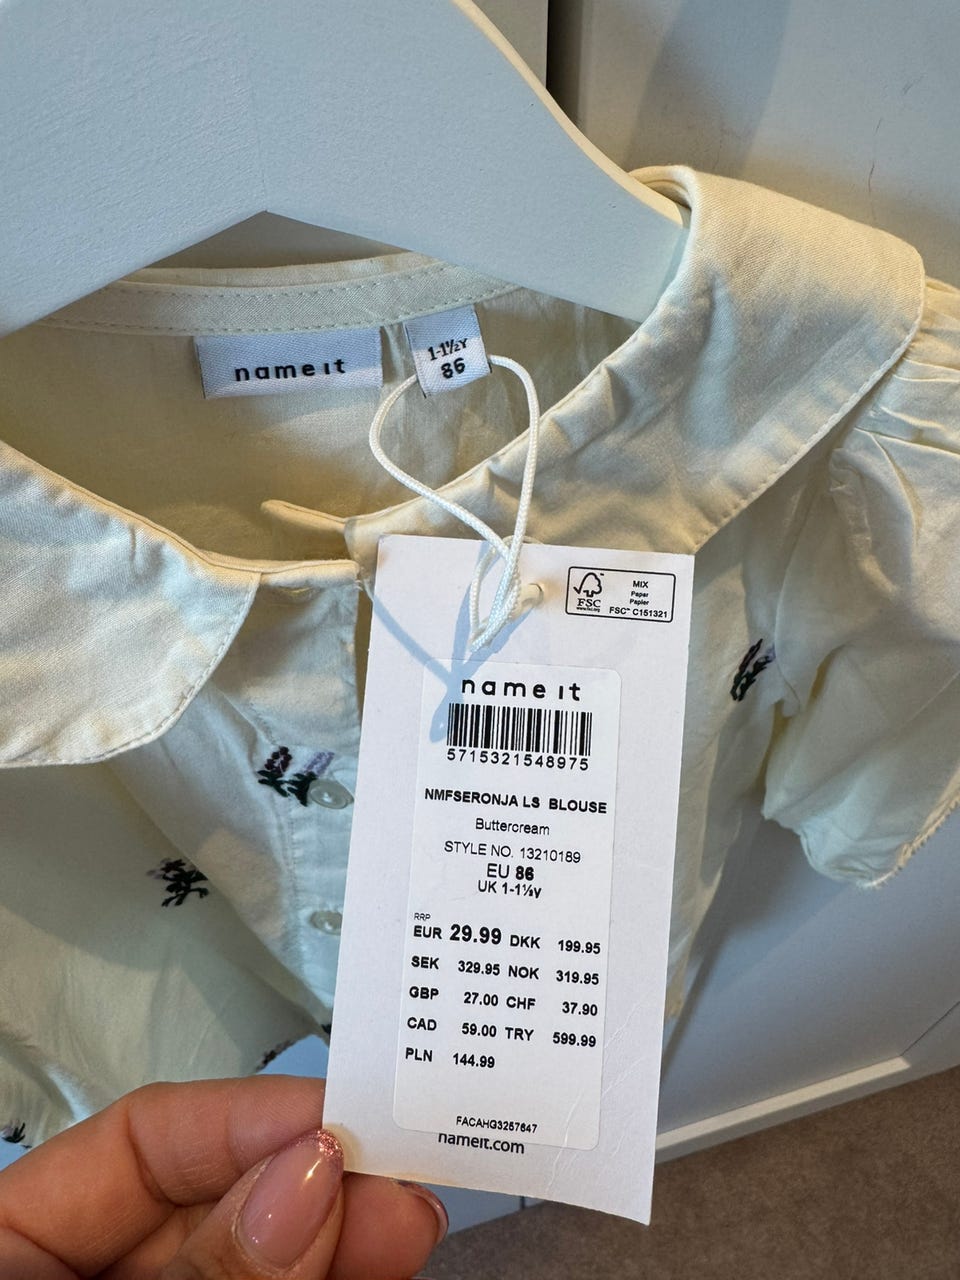 name it
1-1½Y
86
FSC
www.fsc.org
MIX
Paper
Papier
FSC™ C151321
name it
5715321548975
NMFSERONJA LS BLOUSE
Buttercream
STYLE NO. 13210189
EU 86
UK 1-1½y
RRP
EUR 29.99 DKK 199.95
SEK 329.95 NOK 319.95
GBP 27.00 CHF 37.90
CAD 59.00 TRY 599.99
PLN 144.99
FACAHG3257647
nameit.com